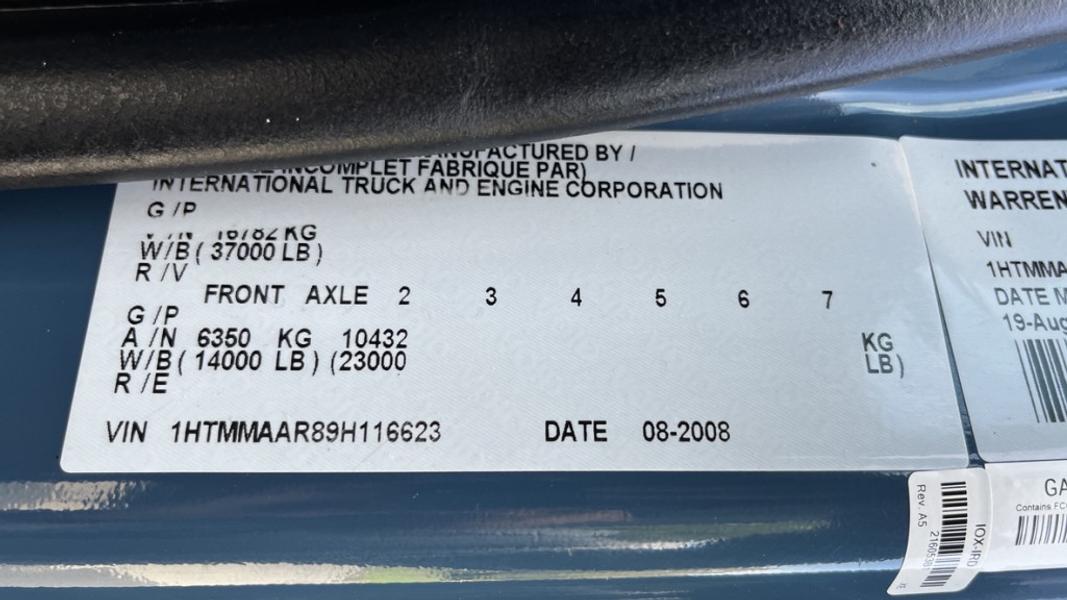 MANUFACTURED BY /
INCOMPLET FABRIQUE PAR)
INTERNATIONAL TRUCK AND ENGINE CORPORATION
G /P
V /N 16782 KG
W/B ( 37000 LB )
R /V
FRONT AXLE 2 3 4 5 6 7
G /P
A /N 6350 KG 10432 KG
W/B ( 14000 LB ) (23000 LB )
R /E
VIN 1HTMMAAR89H116623 DATE 08-2008
INTERNAT
WARREN
VIN
1HTMMA
DATE M
19-Aug
Rev. A5
IOX-IRD
GA
Contains FC